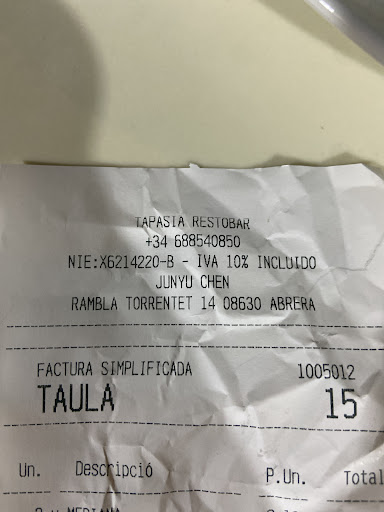 TAPASIA RESTOBAR
+34 688540850
NIE:X6214220-B - IVA 10% INCLUIDO
JUNYU CHEN
RAMBLA TORRENTET 14 08630 ABRERA
FACTURA SIMPLIFICADA 1005012
TAULA 15
Un. Descripció P.Un. Total
MEDIANA